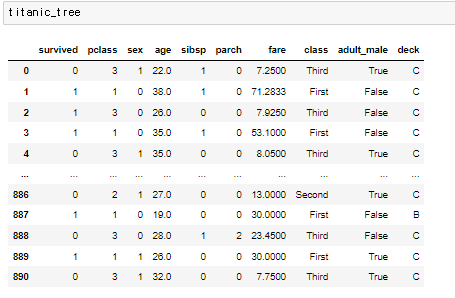 titanic_tree
survived pclass sex age sibsp parch fare class adult_male deck
0 0 3 1 22.0 1 0 7.2500 Third True C
1 1 1 0 38.0 1 0 71.2833 First False C
2 1 3 0 26.0 0 0 7.9250 Third False C
3 1 1 0 35.0 1 0 53.1000 First False C
4 0 3 1 35.0 0 0 8.0500 Third True C
... ... ... ... ... ... ... ... ... ... ...
886 0 2 1 27.0 0 0 13.0000 Second True C
887 1 1 0 19.0 0 0 30.0000 First False B
888 0 3 0 28.0 1 2 23.4500 Third False C
889 1 1 1 26.0 0 0 30.0000 First True C
890 0 3 1 32.0 0 0 7.7500 Third True C